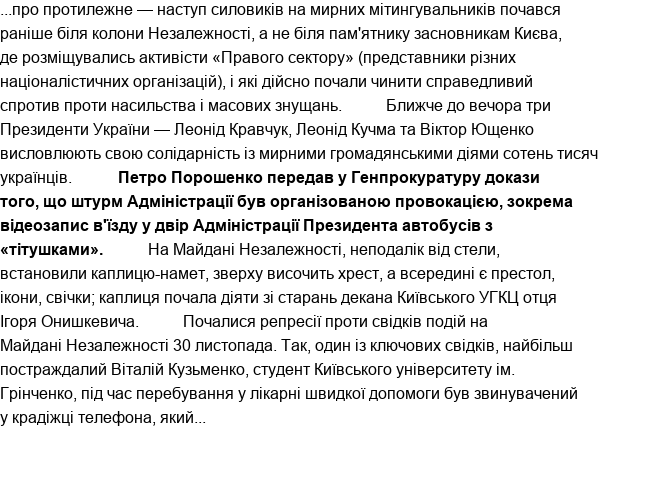 ...про протилежне — наступ силовиків на мирних мітингувальників почався
раніше біля колони Незалежності, а не біля пам'ятнику засновникам Києва,
де розміщувались активісти «Правого сектору» (представники різних
націоналістичних організацій), і які дійсно почали чинити справедливий
спротив проти насильства і масових знущань. Ближче до вечора три
Президенти України — Леонід Кравчук, Леонід Кучма та Віктор Ющенко
висловлюють свою солідарність із мирними громадянськими діями сотень тисяч
українців. Петро Порошенко передав у Генпрокуратуру докази
того, що штурм Адміністрації був організованою провокацією, зокрема
відеозапис в'їзду у двір Адміністрації Президента автобусів з
«тітушками». На Майдані Незалежності, неподалік від стели,
встановили каплицю-намет, зверху височить хрест, а всередині є престол,
ікони, свічки; каплиця почала діяти зі старань декана Київського УГКЦ отця
Ігоря Онишкевича. Почалися репресії проти свідків подій на
Майдані Незалежності 30 листопада. Так, один із ключових свідків, найбільш
постраждалий Віталій Кузьменко, студент Київського університету ім.
Грінченко, під час перебування у лікарні швидкої допомоги був звинувачений
у крадіжці телефона, який...